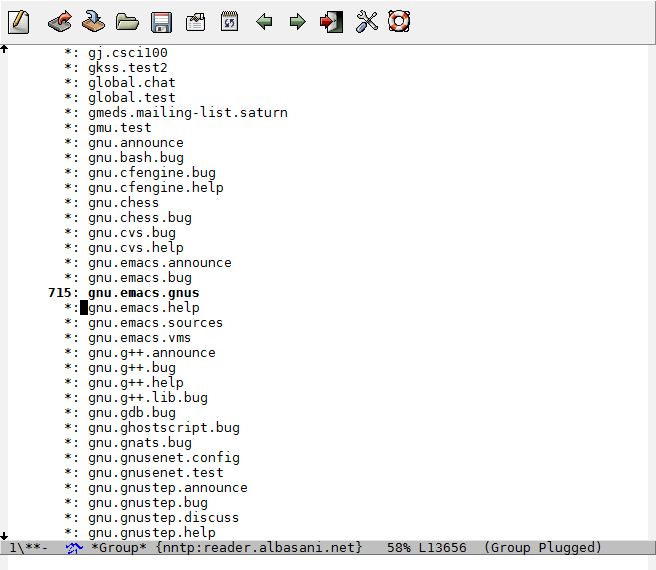 *: gj.csci100
*: gkss.test2
*: global.chat
*: global.test
*: gmeds.mailing-list.saturn
*: gmu.test
*: gnu.announce
*: gnu.bash.bug
*: gnu.cfengine.bug
*: gnu.cfengine.help
*: gnu.chess
*: gnu.chess.bug
*: gnu.cvs.bug
*: gnu.cvs.help
*: gnu.emacs.announce
*: gnu.emacs.bug
715: gnu.emacs.gnus
*: gnu.emacs.help
*: gnu.emacs.sources
*: gnu.emacs.vms
*: gnu.g++.announce
*: gnu.g++.bug
*: gnu.g++.help
*: gnu.g++.lib.bug
*: gnu.gdb.bug
*: gnu.ghostscript.bug
*: gnu.gnats.bug
*: gnu.gnusenet.config
*: gnu.gnusenet.test
*: gnu.gnustep.announce
*: gnu.gnustep.bug
*: gnu.gnustep.discuss
*: gnu.gnustep.help
1\**- *Group* {nntp:reader.albasani.net} 58% L13656 (Group Plugged)